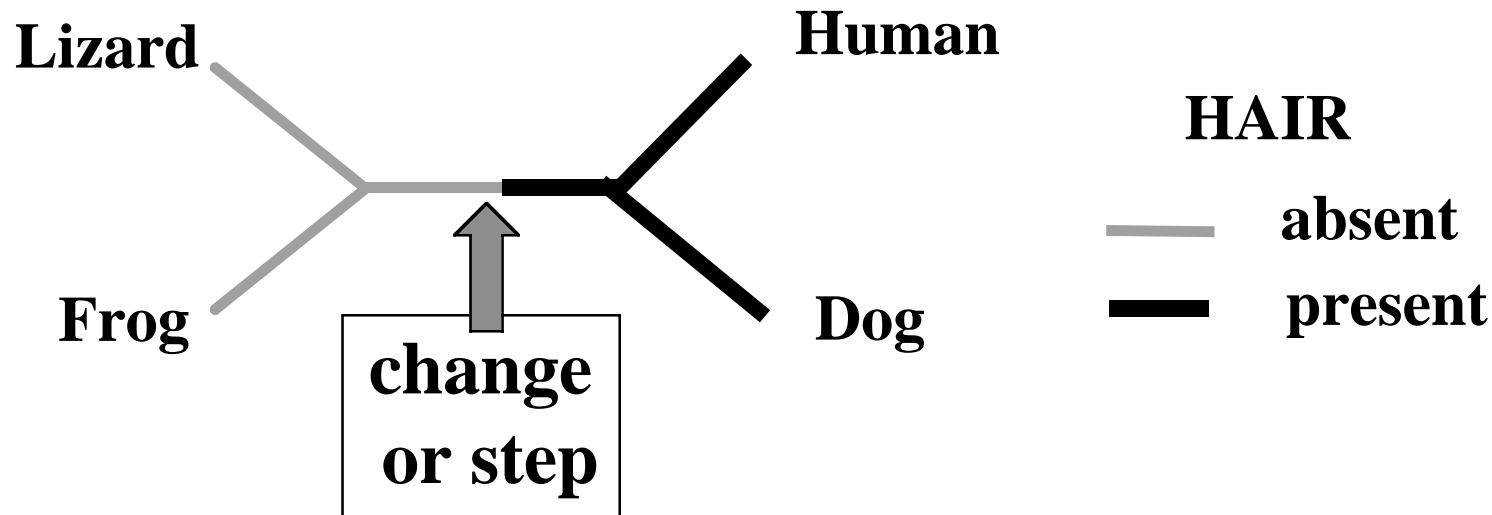 Lizard
Human
HAIR
absent
present
Frog
Dog
change
or step